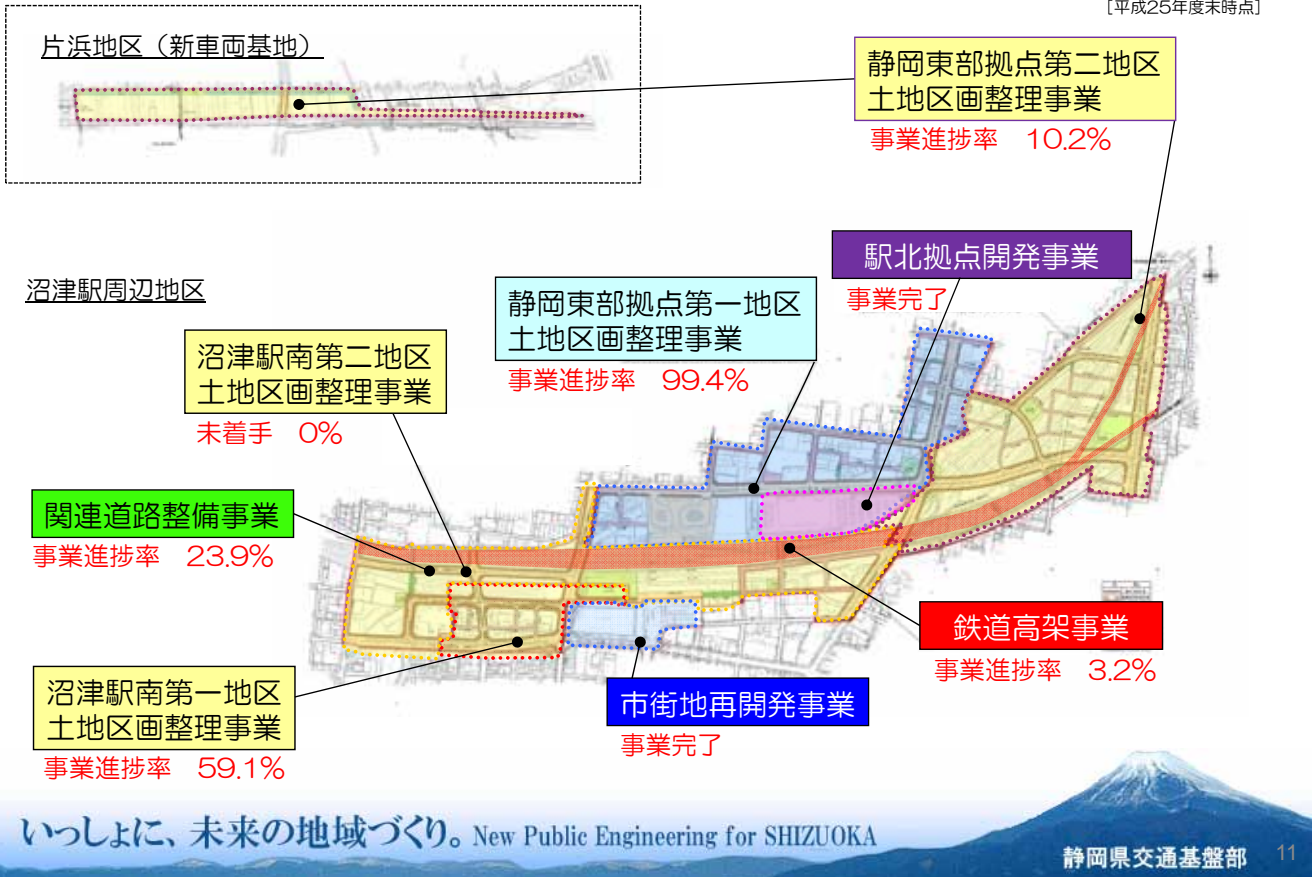 [平成25年度末時点]
片浜地区（新車両基地）
静岡東部拠点第二地区
土地区画整理事業
事業進捗率　10.2%
駅北拠点開発事業
事業完了
沼津駅周辺地区
静岡東部拠点第一地区
土地区画整理事業
事業進捗率　99.4%
沼津駅南第二地区
土地区画整理事業
未着手　0%
関連道路整備事業
事業進捗率　23.9%
鉄道高架事業
事業進捗率　3.2%
沼津駅南第一地区
土地区画整理事業
事業進捗率　59.1%
市街地再開発事業
事業完了
いっしょに、未来の地域づくり。New Public Engineering for SHIZUOKA
静岡県交通基盤部
11